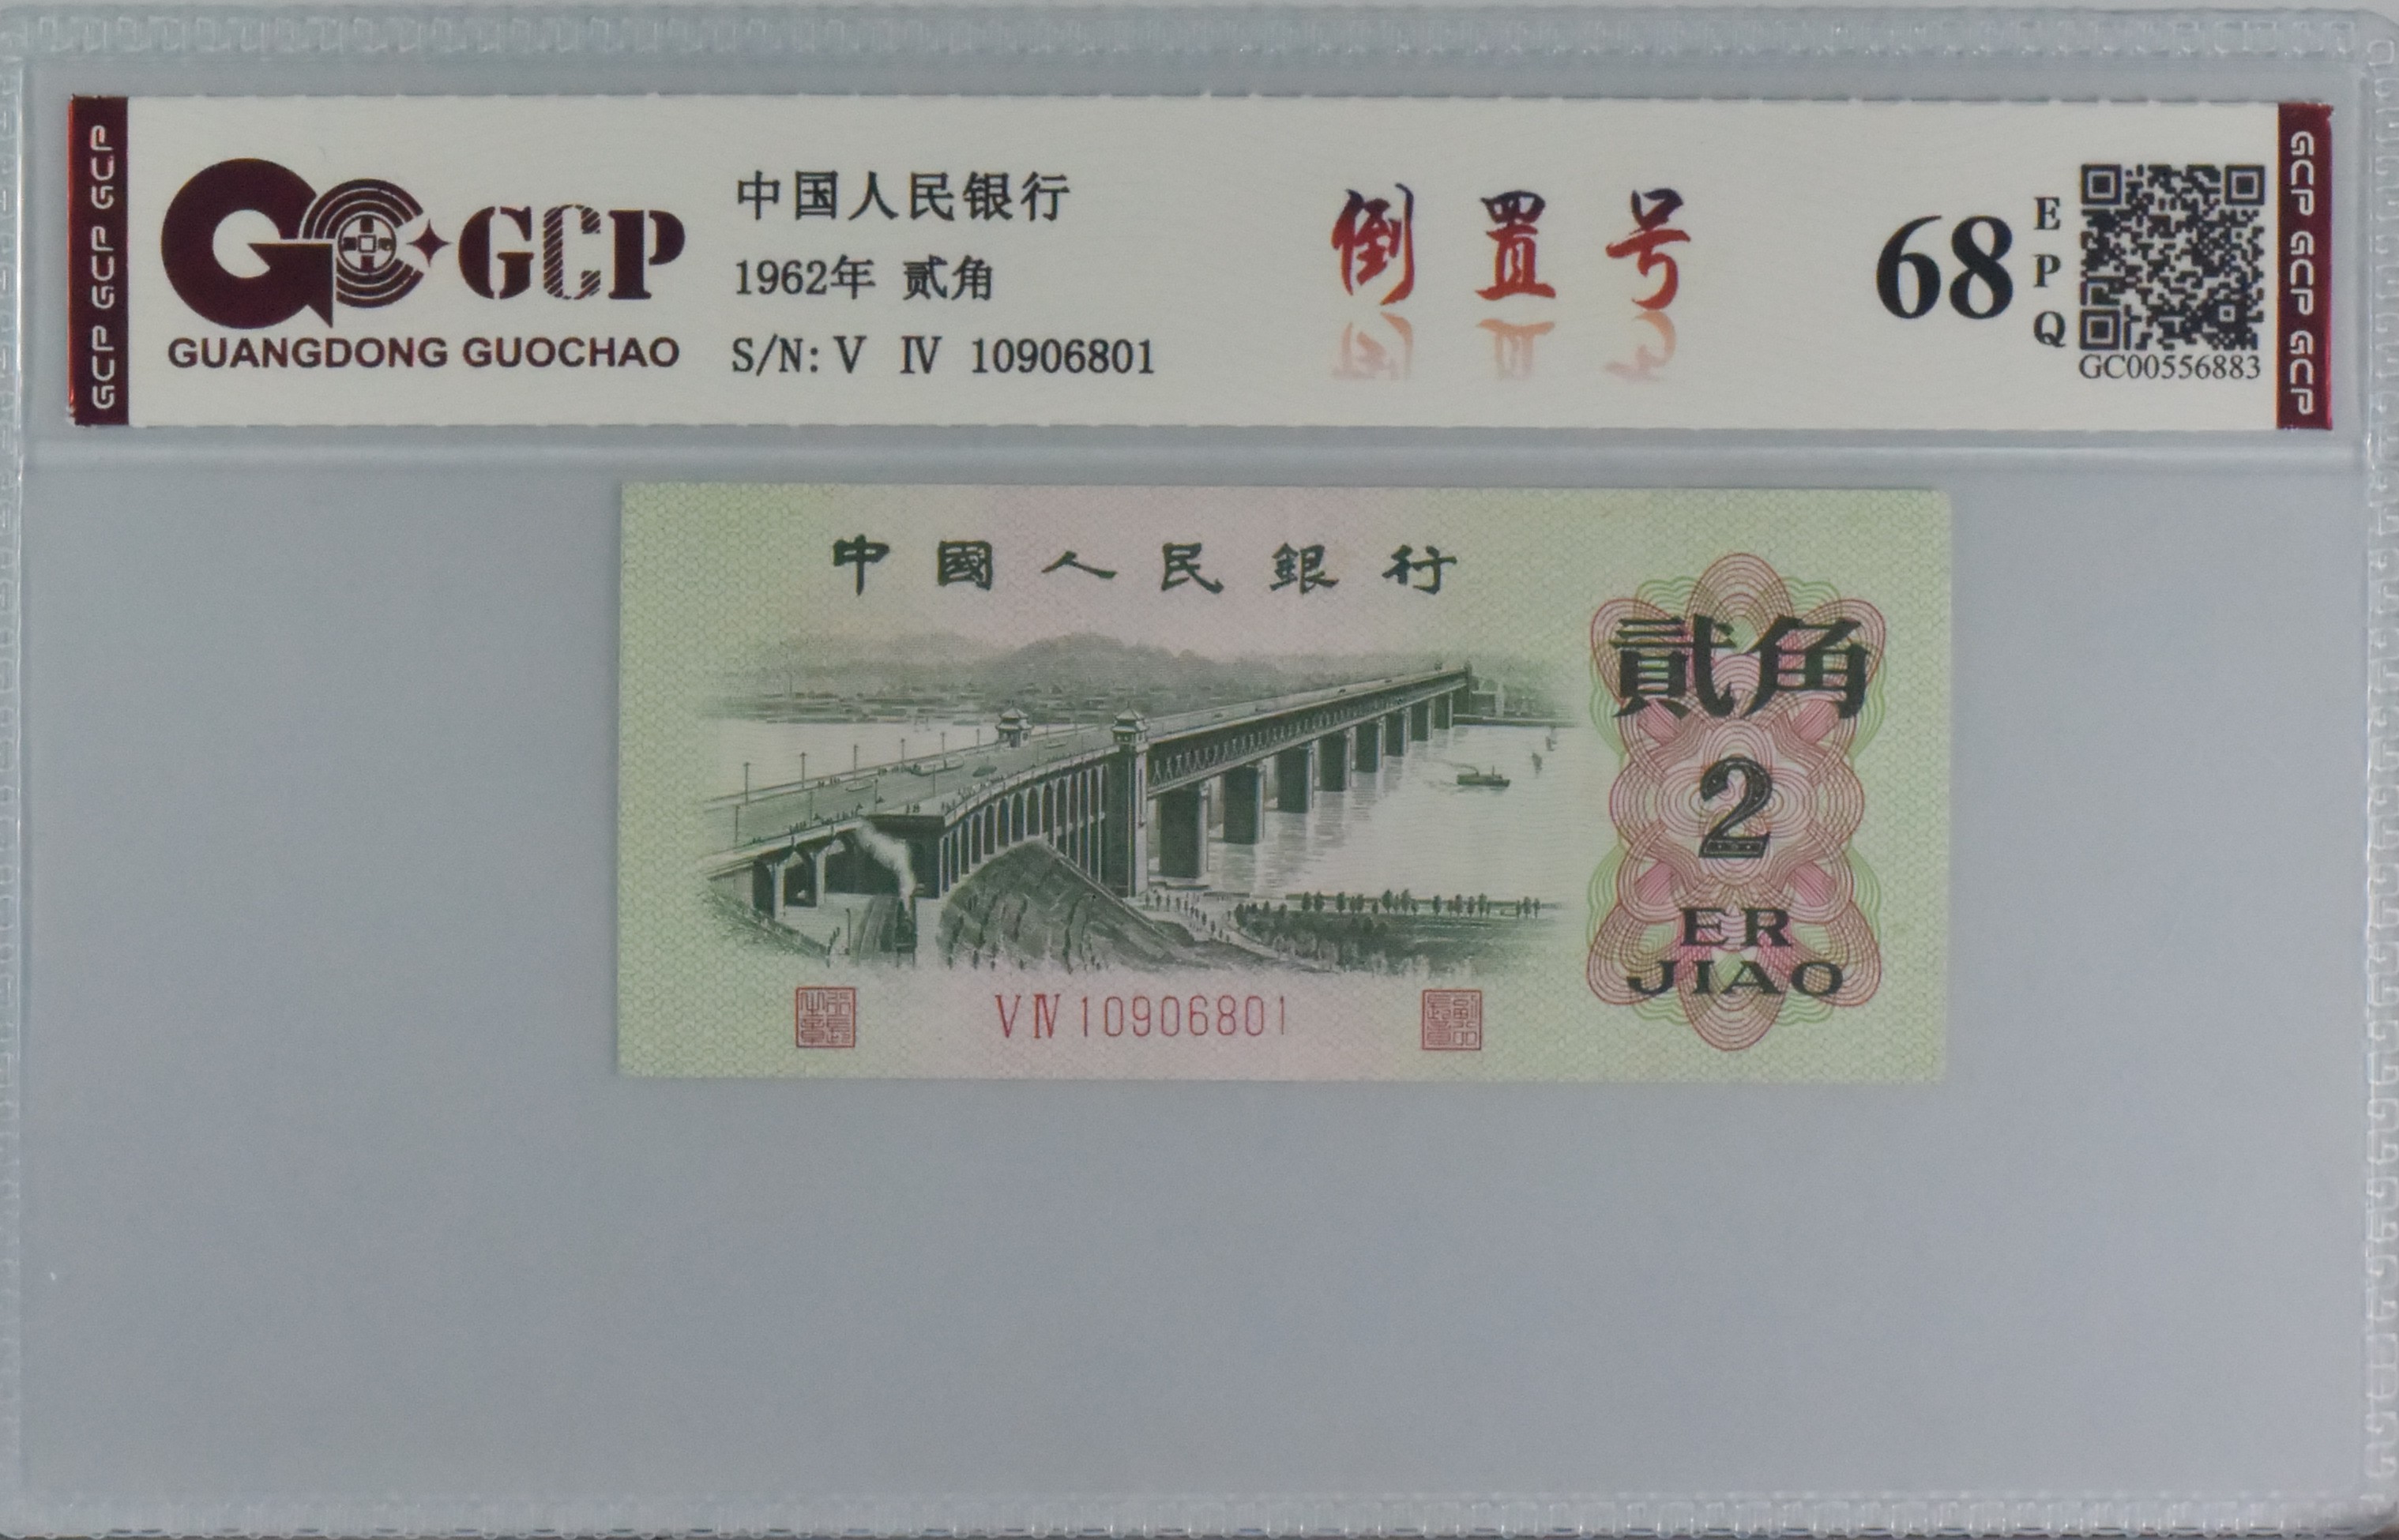 GCP GCP GCP
GCP
GUANGDONG GUOCHAO
中国人民银行
1962年 贰角
S/N: V Ⅳ 10906801
倒置号
68
E
P
Q
GC00556883
GCP GCP GCP
中國人民銀行
貳角
2
ER
JIAO
V Ⅳ 10906801